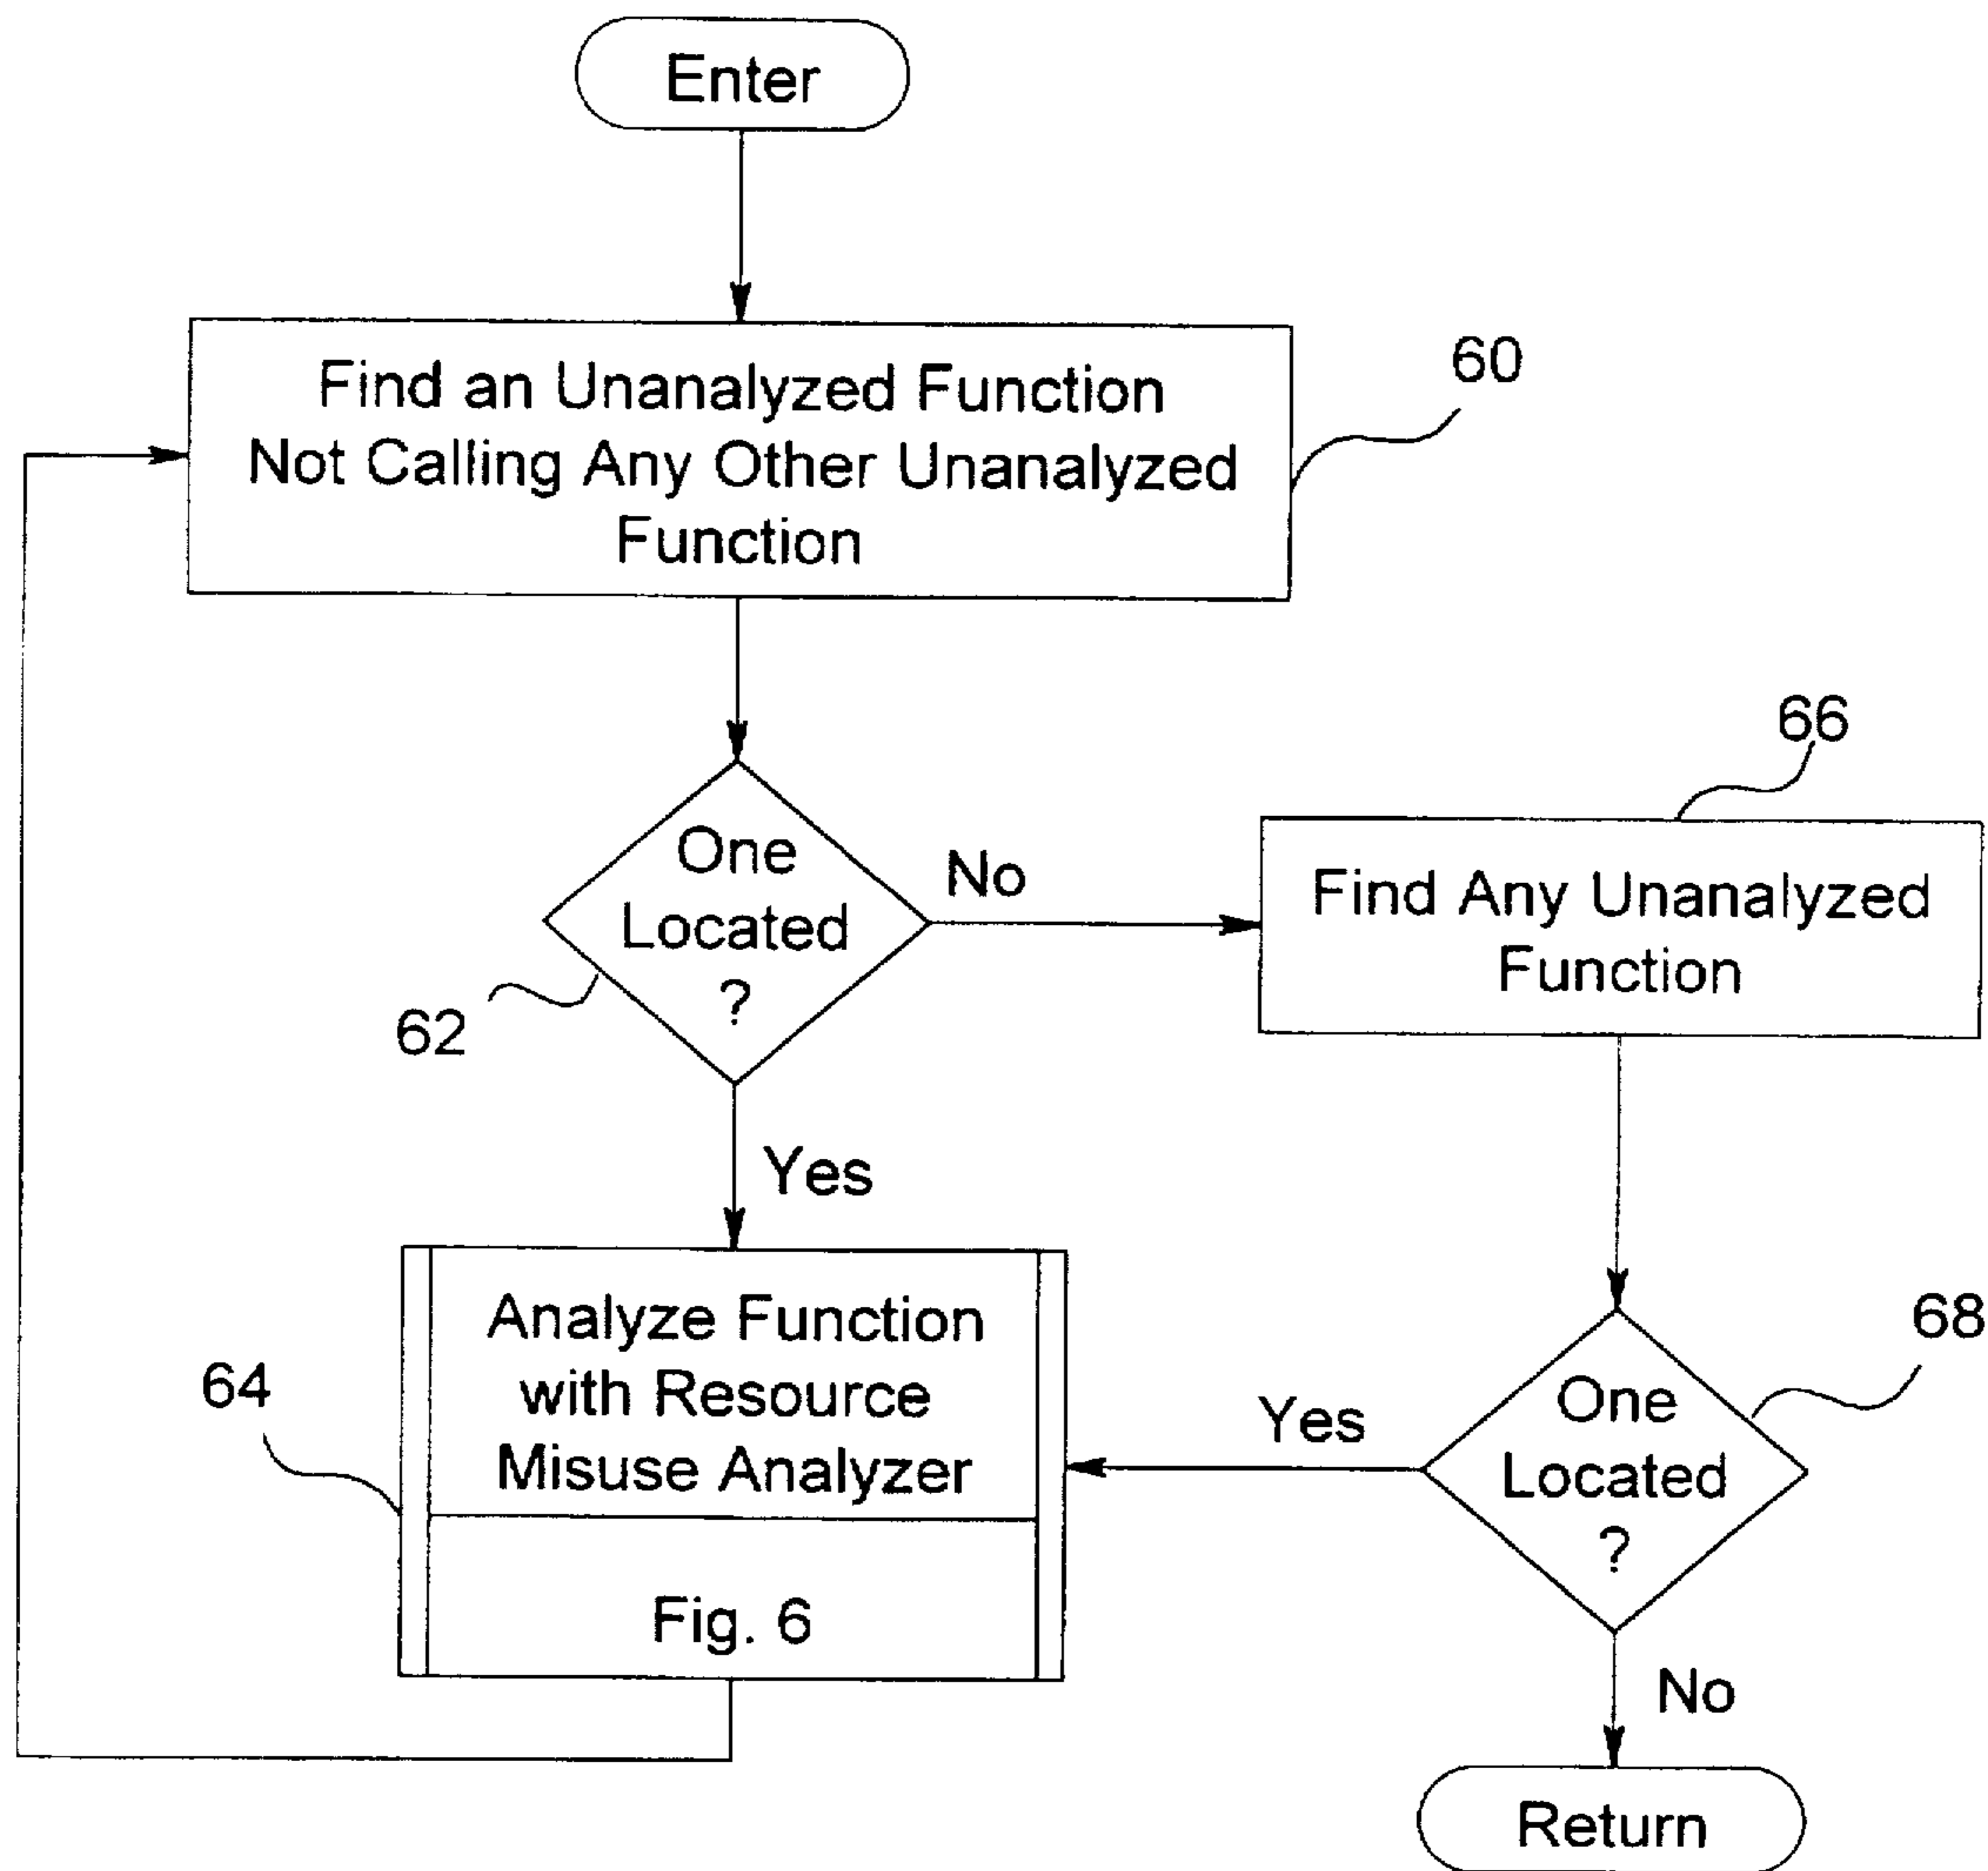 Enter
Find an Unanalyzed Function
Not Calling Any Other Unanalyzed
Function
60
One
Located
?
62
No
66
Find Any Unanalyzed
Function
Yes
Analyze Function
with Resource
Misuse Analyzer
Fig. 6
64
Yes
One
Located
?
68
No
Return